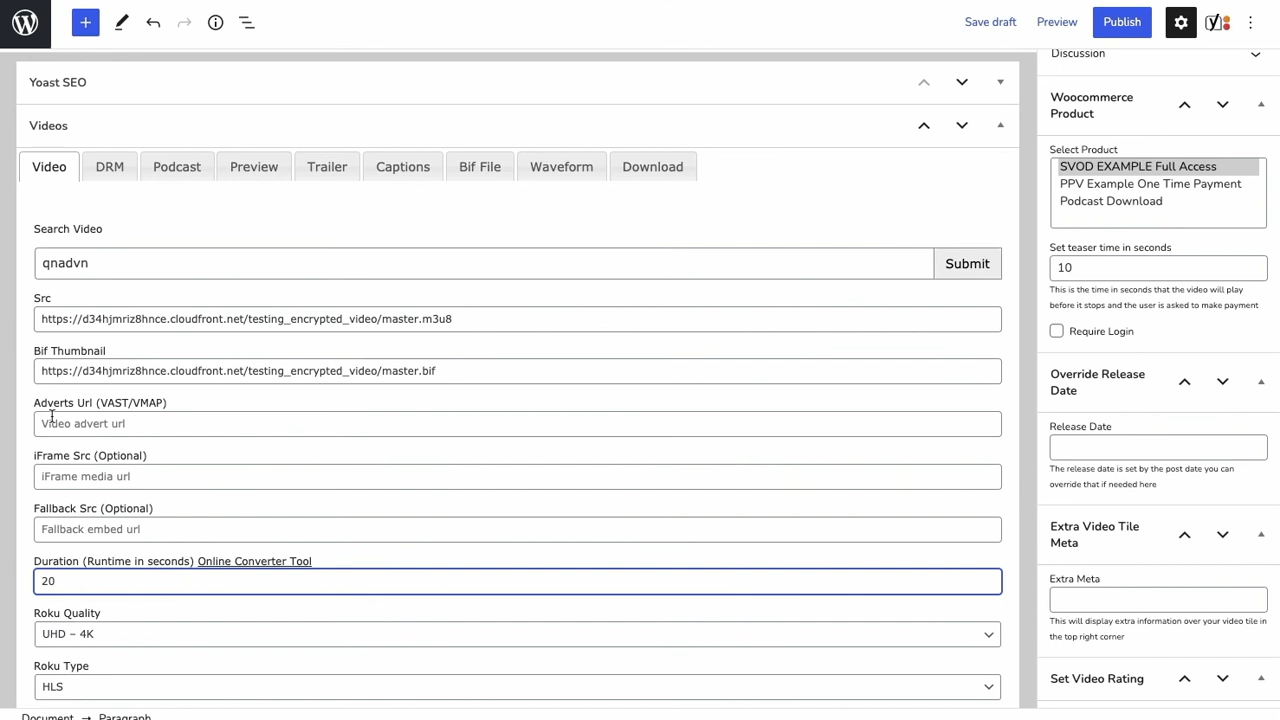 Save draft
Preview
Publish
Yoast SEO
Videos
Video
DRM
Podcast
Preview
Trailer
Captions
Bif File
Waveform
Download
Search Video
qnadvn
Submit
Src
https://d34hjmriz8hnce.cloudfront.net/testing_encrypted_video/master.m3u8
Bif Thumbnail
https://d34hjmriz8hnce.cloudfront.net/testing_encrypted_video/master.bif
Adverts Url (VAST/VMAP)
Video advert url
iFrame Src (Optional)
iFrame media url
Fallback Src (Optional)
Fallback embed url
Duration (Runtime in seconds) Online Converter Tool
20
Roku Quality
UHD – 4K
Roku Type
HLS
Document → Paragraph
Discussion
Woocommerce
Product
Select Product
SVOD EXAMPLE Full Access
PPV Example One Time Payment
Podcast Download
Set teaser time in seconds
10
This is the time in seconds that the video will play
before it stops and the user is asked to make payment
Require Login
Override Release
Date
Release Date
The release date is set by the post date you can
override that if needed here
Extra Video Tile
Meta
Extra Meta
This will display extra information over your video tile in
the top right corner
Set Video Rating